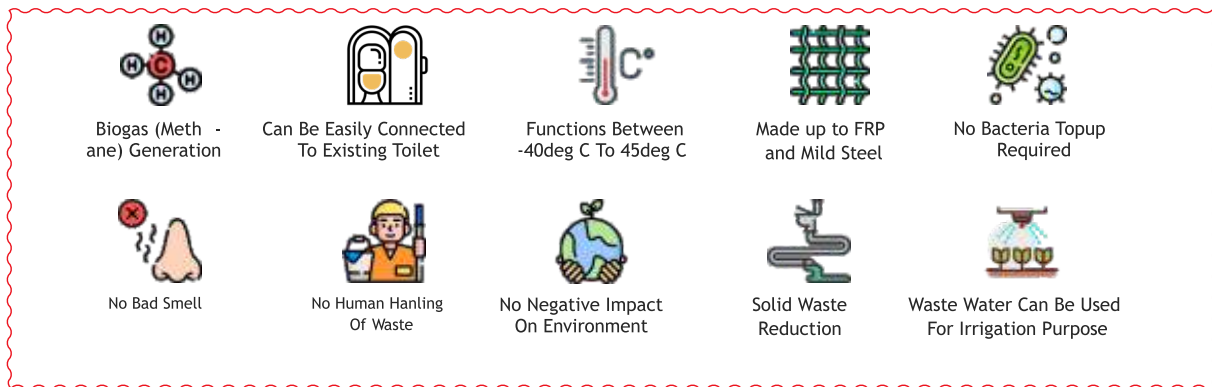 H
H C H
H
C°
Biogas (Meth -
ane) Generation
Can Be Easily Connected
To Existing Toilet
Functions Between
-40deg C To 45deg C
Made up to FRP
and Mild Steel
No Bacteria Topup
Required
No Bad Smell
No Human Hanling
Of Waste
No Negative Impact
On Environment
Solid Waste
Reduction
Waste Water Can Be Used
For Irrigation Purpose